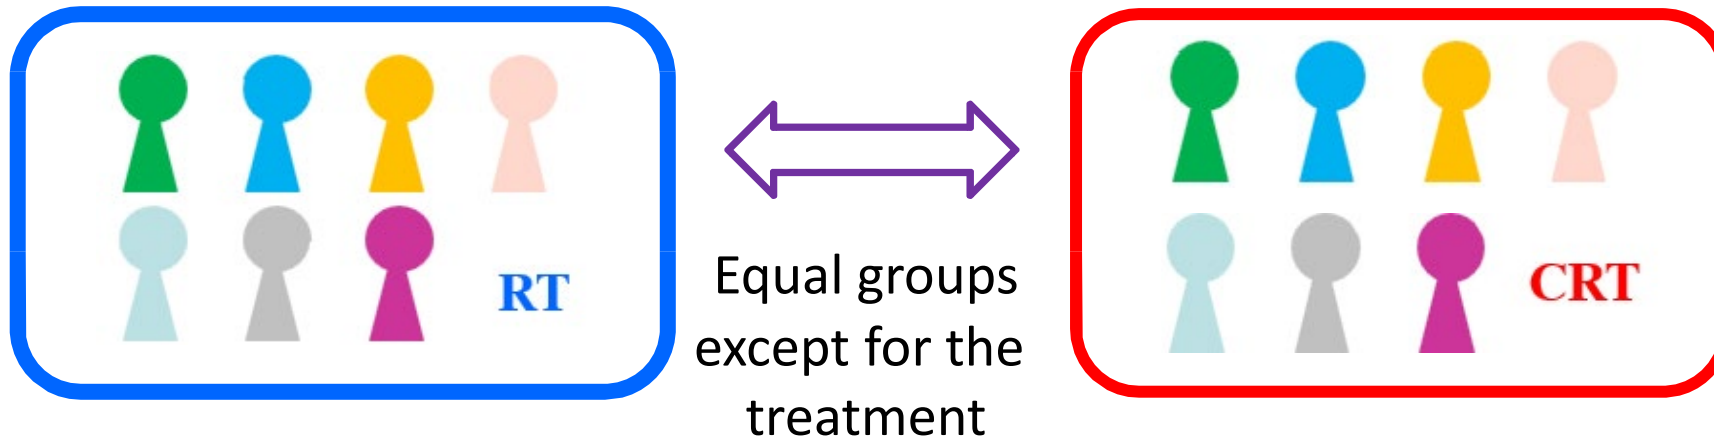 RT
Equal groups
except for the
treatment
CRT